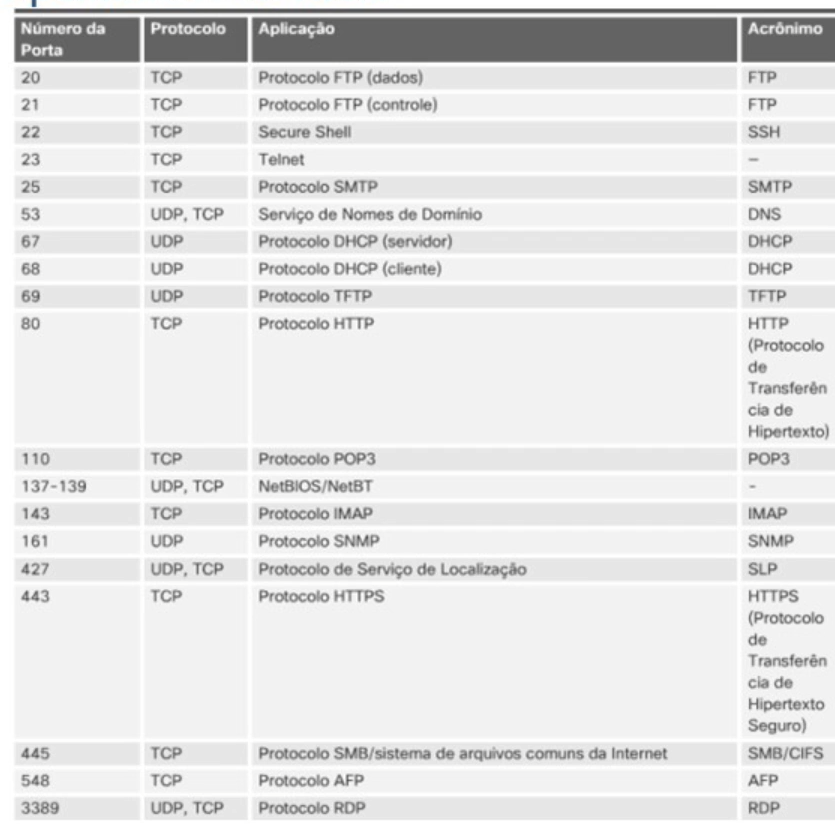 Número da Porta Protocolo Aplicação Acrônimo
20 TCP Protocolo FTP (dados) FTP
21 TCP Protocolo FTP (controle) FTP
22 TCP Secure Shell SSH
23 TCP Telnet –
25 TCP Protocolo SMTP SMTP
53 UDP, TCP Serviço de Nomes de Domínio DNS
67 UDP Protocolo DHCP (servidor) DHCP
68 UDP Protocolo DHCP (cliente) DHCP
69 UDP Protocolo TFTP TFTP
80 TCP Protocolo HTTP HTTP
(Protocolo
de
Transferên
cia de
Hipertexto)
110 TCP Protocolo POP3 POP3
137-139 UDP, TCP NetBIOS/NetBT -
143 TCP Protocolo IMAP IMAP
161 UDP Protocolo SNMP SNMP
427 UDP, TCP Protocolo de Serviço de Localização SLP
443 TCP Protocolo HTTPS HTTPS
(Protocolo
de
Transferên
cia de
Hipertexto
Seguro)
445 TCP Protocolo SMB/sistema de arquivos comuns da Internet SMB/CIFS
548 TCP Protocolo AFP AFP
3389 UDP, TCP Protocolo RDP RDP